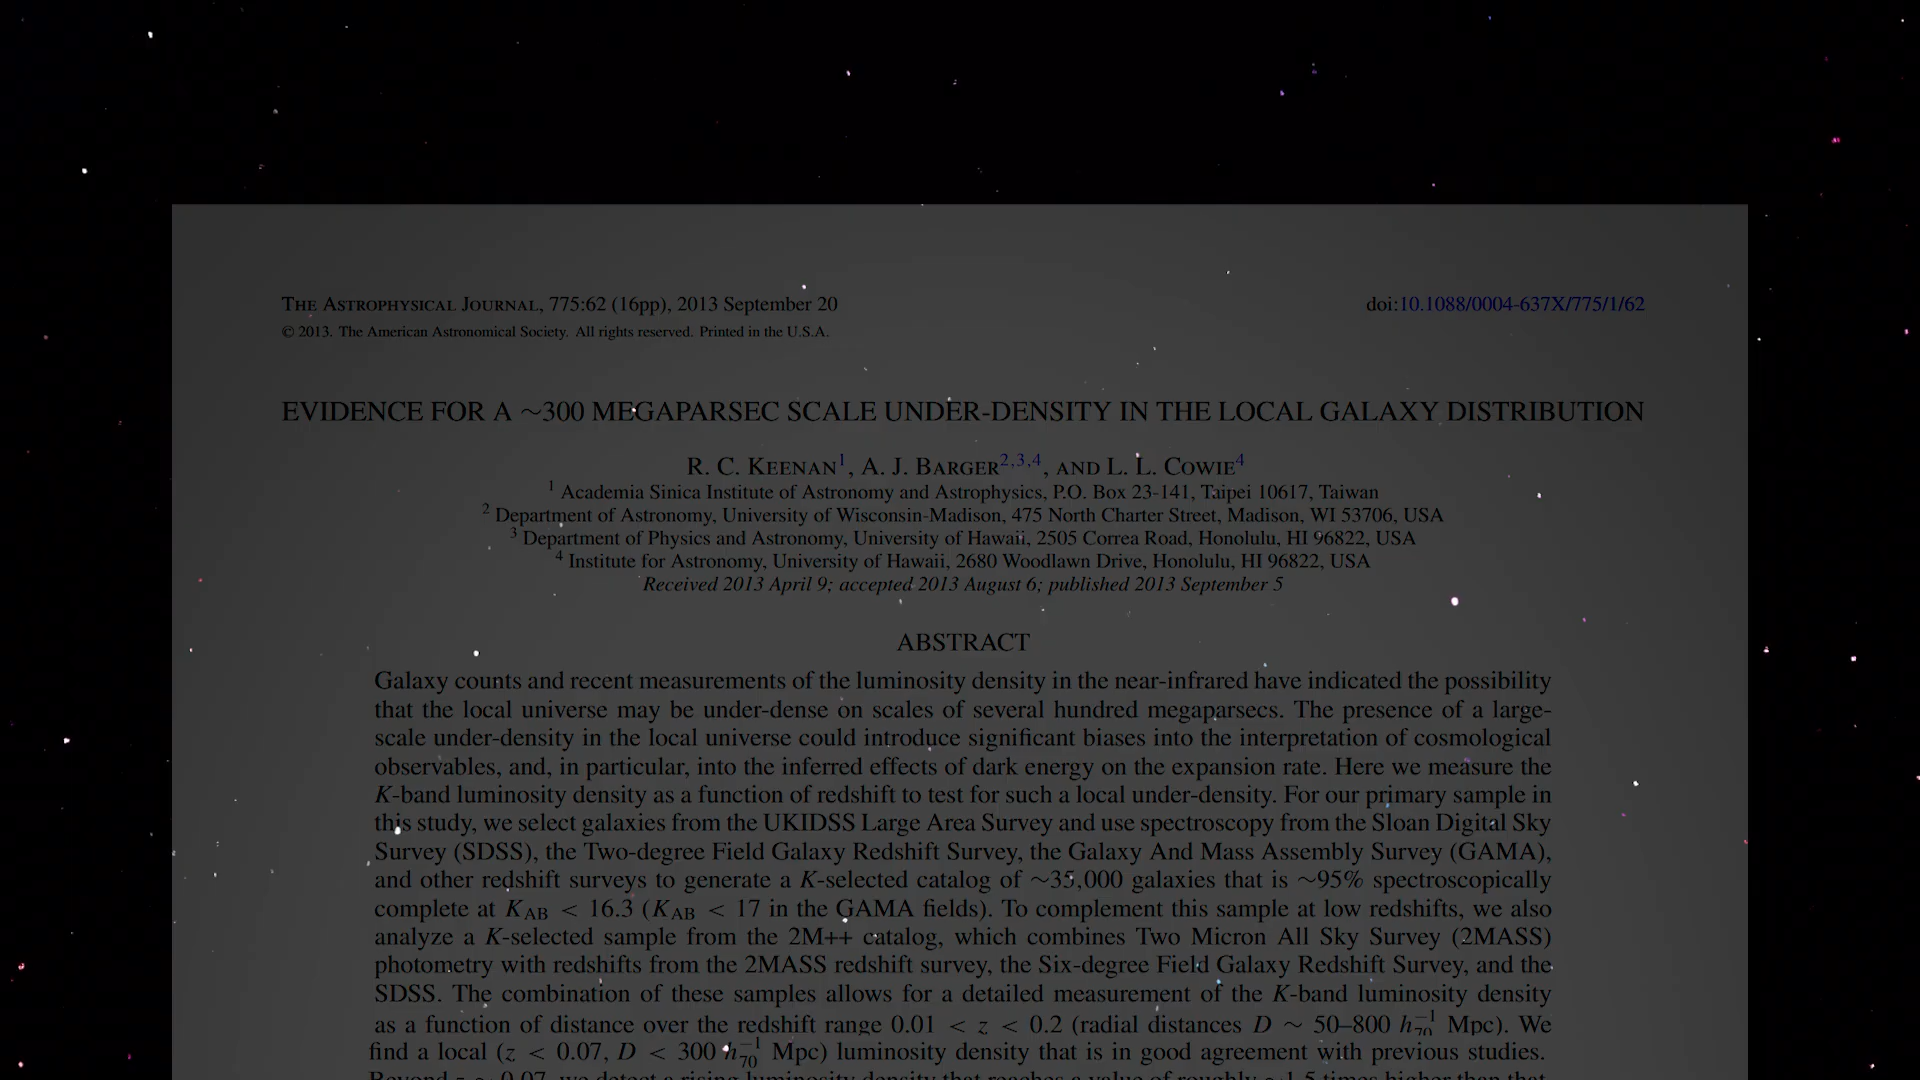 THE ASTROPHYSICAL JOURNAL, 775:62 (16pp), 2013 September 20
doi:10.1088/0004-637X/775/1/62
© 2013. The American Astronomical Society. All rights reserved. Printed in the U.S.A.
EVIDENCE FOR A ∼300 MEGAPARSEC SCALE UNDER-DENSITY IN THE LOCAL GALAXY DISTRIBUTION
R. C. KEENAN1, A. J. BARGER2,3,4, AND L. L. COWIE4
1 Academia Sinica Institute of Astronomy and Astrophysics, P.O. Box 23-141, Taipei 10617, Taiwan
2 Department of Astronomy, University of Wisconsin-Madison, 475 North Charter Street, Madison, WI 53706, USA
3 Department of Physics and Astronomy, University of Hawaii, 2505 Correa Road, Honolulu, HI 96822, USA
4 Institute for Astronomy, University of Hawaii, 2680 Woodlawn Drive, Honolulu, HI 96822, USA
Received 2013 April 9; accepted 2013 August 6; published 2013 September 5
ABSTRACT
Galaxy counts and recent measurements of the luminosity density in the near-infrared have indicated the possibility
that the local universe may be under-dense on scales of several hundred megaparsecs. The presence of a large-
scale under-density in the local universe could introduce significant biases into the interpretation of cosmological
observables, and, in particular, into the inferred effects of dark energy on the expansion rate. Here we measure the
K-band luminosity density as a function of redshift to test for such a local under-density. For our primary sample in
this study, we select galaxies from the UKIDSS Large Area Survey and use spectroscopy from the Sloan Digital Sky
Survey (SDSS), the Two-degree Field Galaxy Redshift Survey, the Galaxy And Mass Assembly Survey (GAMA),
and other redshift surveys to generate a K-selected catalog of ∼35,000 galaxies that is ∼95% spectroscopically
complete at KAB < 16.3 (KAB < 17 in the GAMA fields). To complement this sample at low redshifts, we also
analyze a K-selected sample from the 2M++ catalog, which combines Two Micron All Sky Survey (2MASS)
photometry with redshifts from the 2MASS redshift survey, the Six-degree Field Galaxy Redshift Survey, and the
SDSS. The combination of these samples allows for a detailed measurement of the K-band luminosity density
as a function of distance over the redshift range 0.01 < z < 0.2 (radial distances D ∼ 50–800 h70−1 Mpc). We
find a local (z < 0.07, D < 300 h70−1 Mpc) luminosity density that is in good agreement with previous studies.
Beyond z ∼ 0.07, we detect a rising luminosity density that reaches a value of roughly ∼1.5 times higher than that